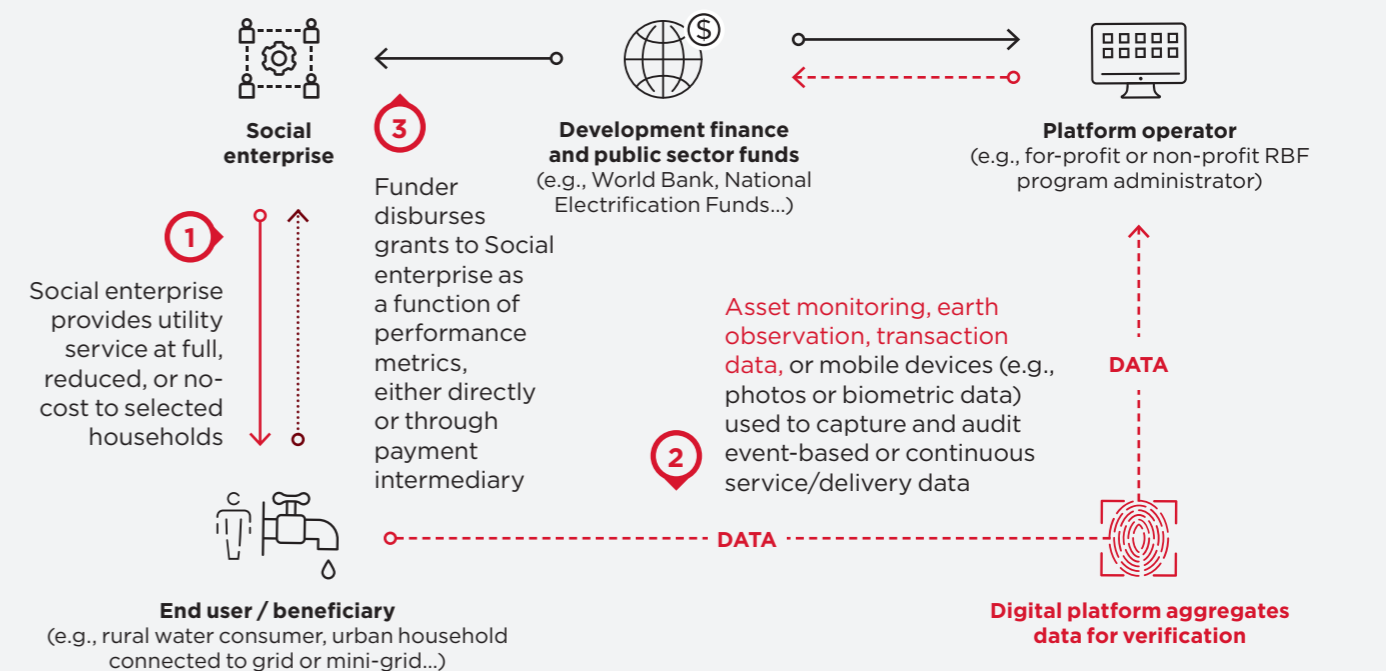 Social
enterprise
3
Development finance
and public sector funds
(e.g., World Bank, National
Electrification Funds...)
Platform operator
(e.g., for-profit or non-profit RBF
program administrator)
1
Social enterprise
provides utility
service at full,
reduced, or no-
cost to selected
households
Funder
disburses
grants to Social
enterprise as
a function of
performance
metrics,
either directly
or through
payment
intermediary
2
Asset monitoring, earth
observation, transaction
data, or mobile devices (e.g.,
photos or biometric data)
used to capture and audit
event-based or continuous
service/delivery data
DATA
DATA
End user / beneficiary
(e.g., rural water consumer, urban household
connected to grid or mini-grid...)
Digital platform aggregates
data for verification
$